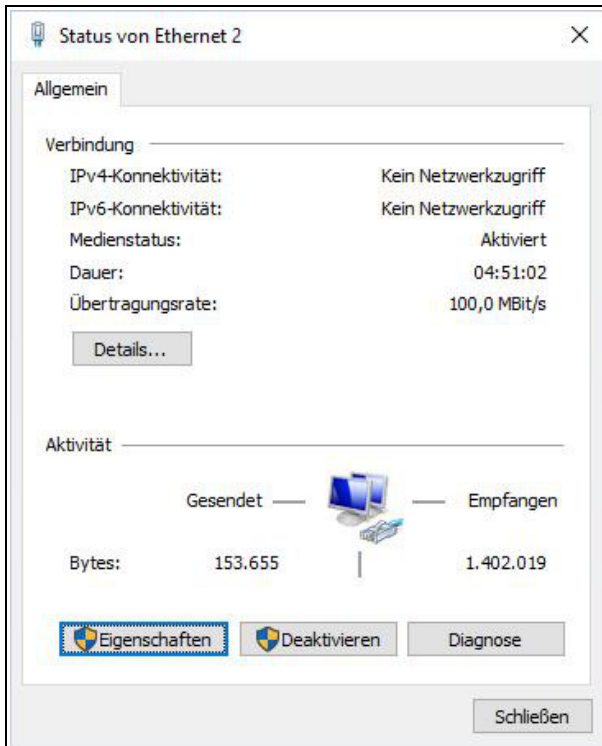 Status von Ethernet 2
Allgemein
Verbindung
IPv4-Konnektivität: Kein Netzwerkzugriff
IPv6-Konnektivität: Kein Netzwerkzugriff
Medienstatus: Aktiviert
Dauer: 04:51:02
Übertragungsrate: 100,0 MBit/s
Details...
Aktivität
Gesendet Empfangen
Bytes: 153.655 1.402.019
Eigenschaften Deaktivieren Diagnose
Schließen